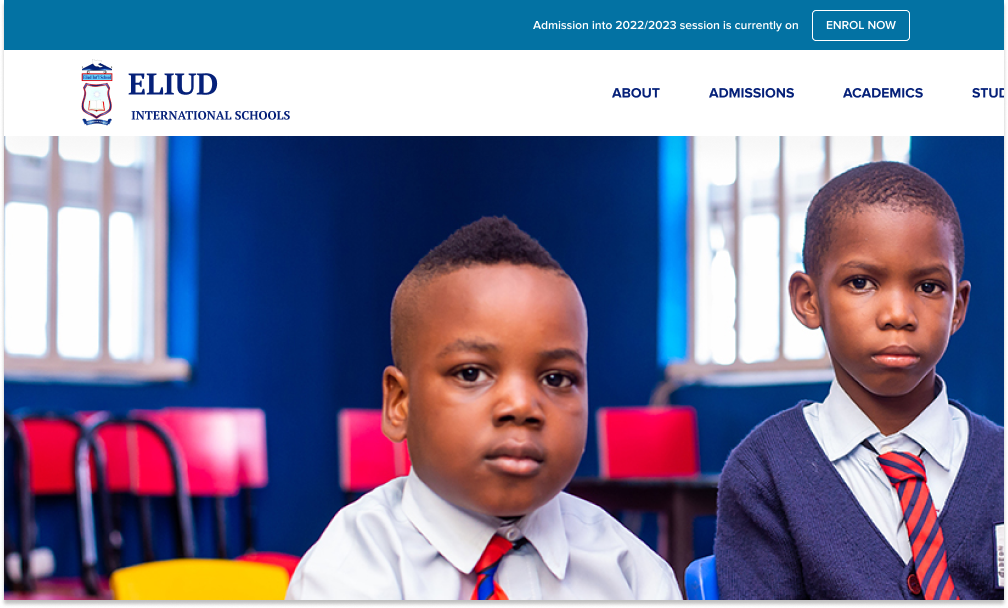 Admission into 2022/2023 session is currently on
ENROL NOW
ELIUD
INTERNATIONAL SCHOOLS
ABOUT
ADMISSIONS
ACADEMICS
STUD